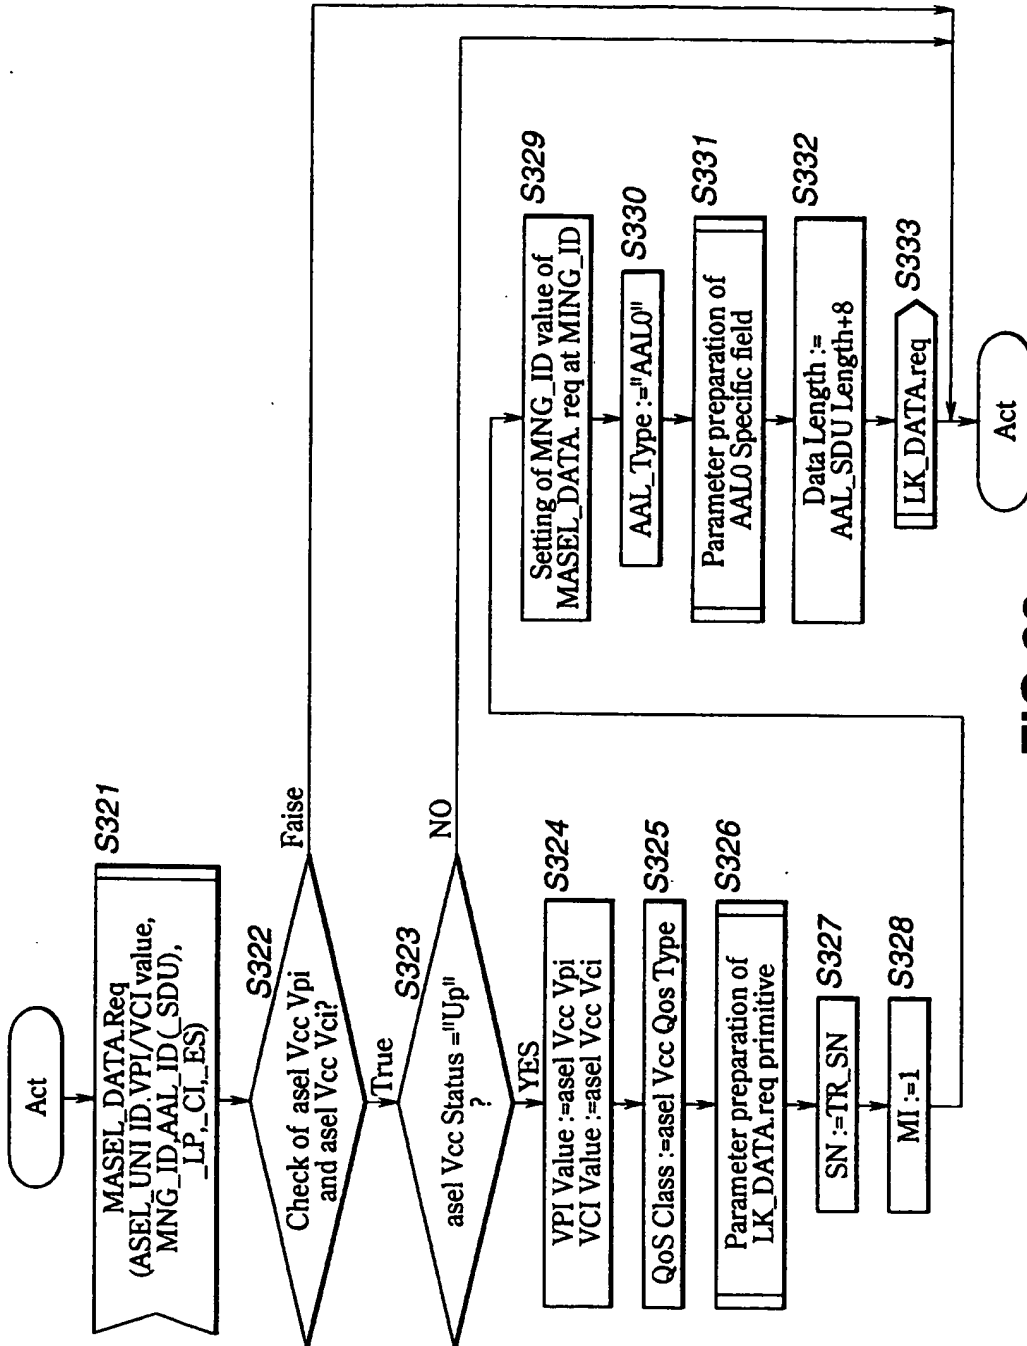 Act
S321
MASEL_DATA.Req
(ASEL_UNI ID.VPI/VCI value,
MNG_ID,AAL_ID(_SDU),
_LP,_CI,_ES)
S322
Check of asel Vcc Vpi
and asel Vcc Vci?
Faise
True
S323
asel Vcc Status ="Up"
?
NO
YES
S324
VPI Value :=asel Vcc Vpi
VCI Value :=asel Vcc Vci
S325
QoS Class :=asel Vcc Qos Type
S326
Parameter preparation of
LK_DATA.req primitive
S327
SN :=TR_SN
S328
MI :=1
S329
Setting of MNG_ID value of
MASEL_DATA. req at MING_ID
S330
AAL_Type :="AAL0"
S331
Parameter preparation of
AAL0 Specific field
S332
Data Length :=
AAL_SDU Length+8
S333
LK_DATA.req
Act